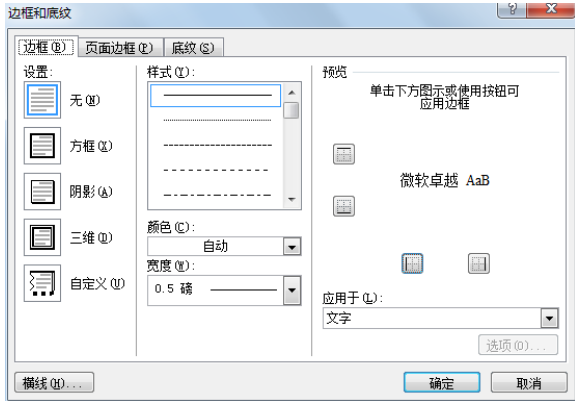 边框和底纹
边框(B) 页面边框(P) 底纹(S)
设置:
无(N)
方框(X)
阴影(A)
三维(D)
自定义(U)
样式(Y):
颜色(C):
自动
宽度(W):
0.5 磅
预览
单击下方图示或使用按钮可
应用边框
微软卓越 AaB
应用于(L):
文字
选项(O)...
横线(H)...
确定
取消